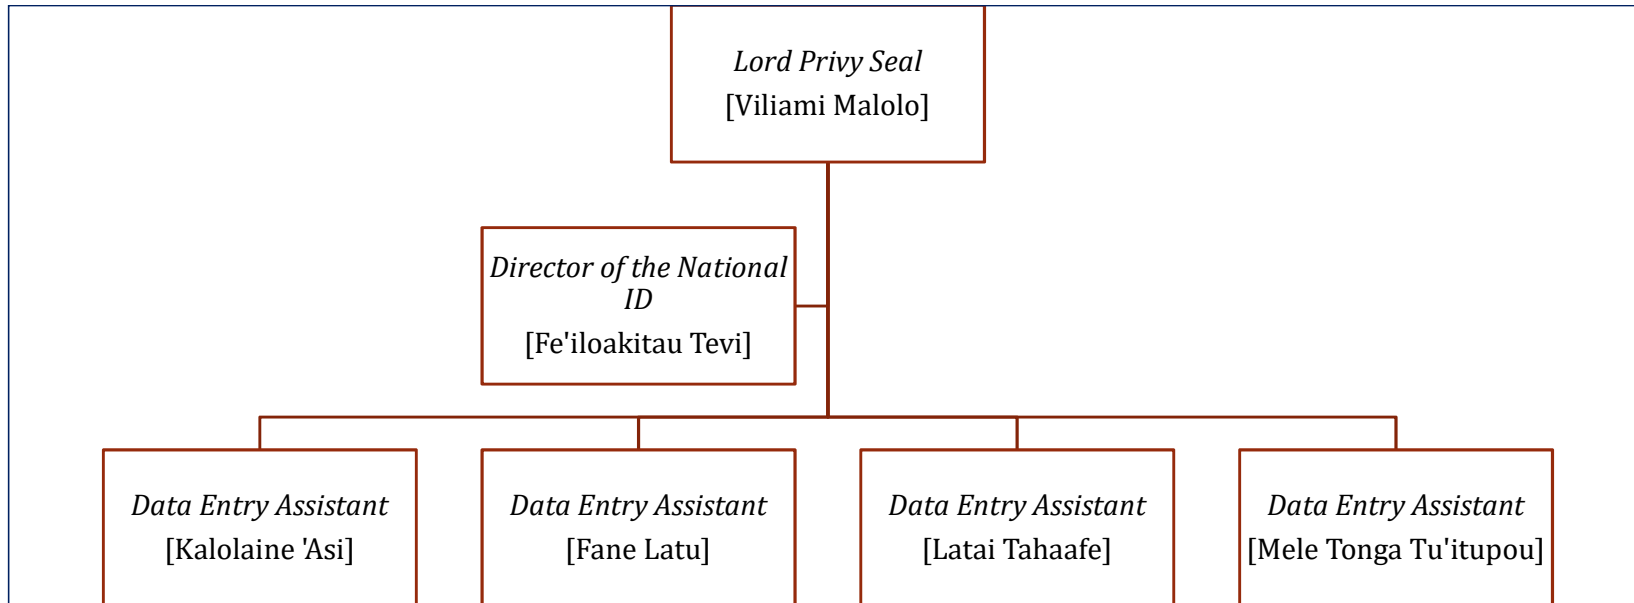 Lord Privy Seal
[Viliami Malolo]
Director of the National
ID
[Fe'iloakitau Tevi]
Data Entry Assistant
[Kalolaine 'Asi]
Data Entry Assistant
[Fane Latu]
Data Entry Assistant
[Latai Tahaafe]
Data Entry Assistant
[Mele Tonga Tu'itupou]